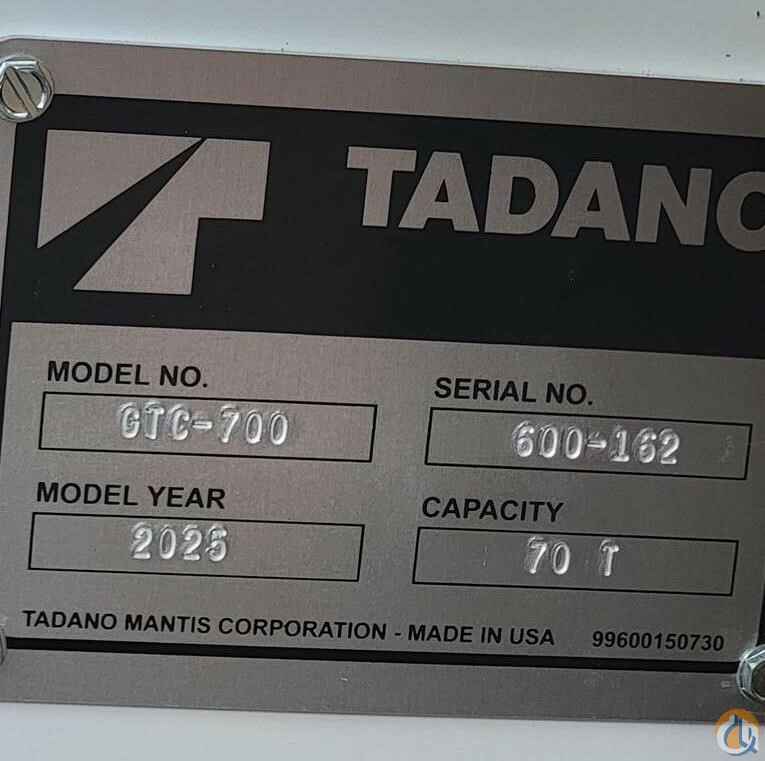 TADANO
MODEL NO.
GTC-700
SERIAL NO.
600-162
MODEL YEAR
2025
CAPACITY
70 T
TADANO MANTIS CORPORATION - MADE IN USA 99600150730